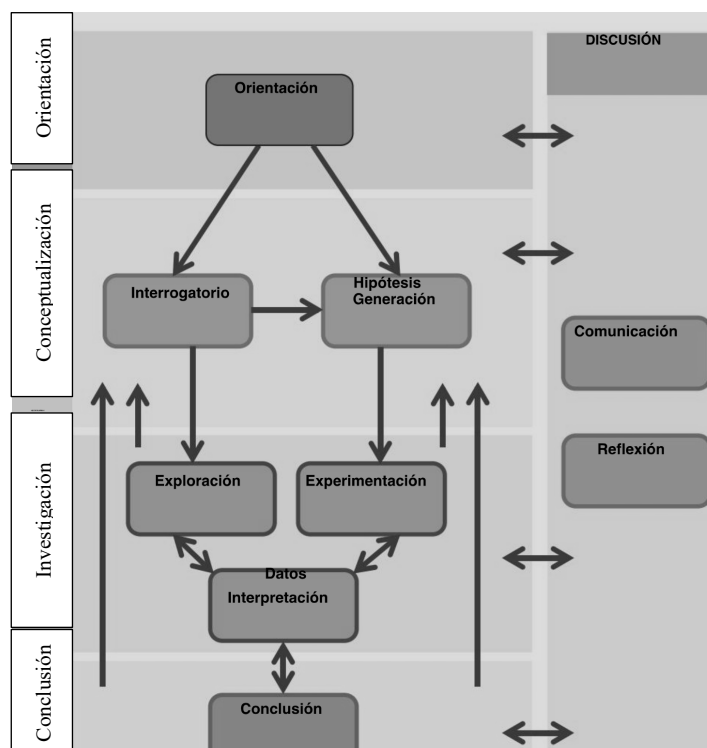 Orientación
DISCUSIÓN
Orientación
Conceptualización
Interrogatorio
Hipótesis
Generación
Comunicación
Reflexión
Investigación
Exploración
Experimentación
Datos
Interpretación
Conclusión
Conclusión